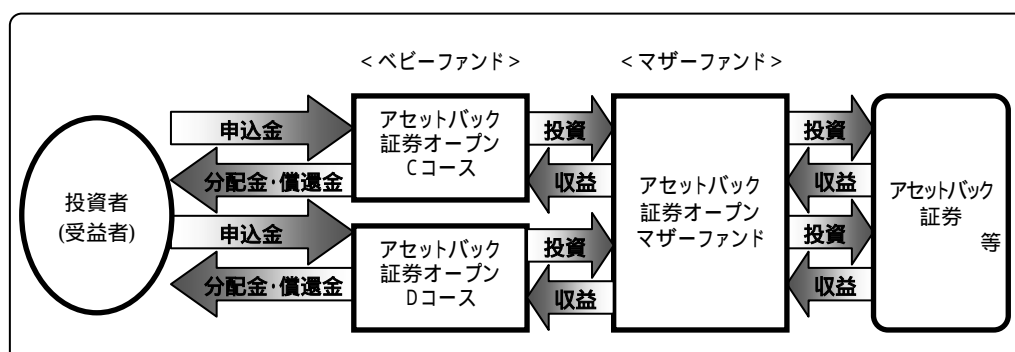 <ベビーファンド>
<マザーファンド>
投資者
(受益者)
申込金
分配金・償還金
申込金
分配金・償還金
アセットバック
証券オープン
Cコース
アセットバック
証券オープン
Dコース
投資
収益
投資
収益
アセットバック
証券オープン
マザーファンド
投資
収益
投資
収益
アセットバック
証券
等